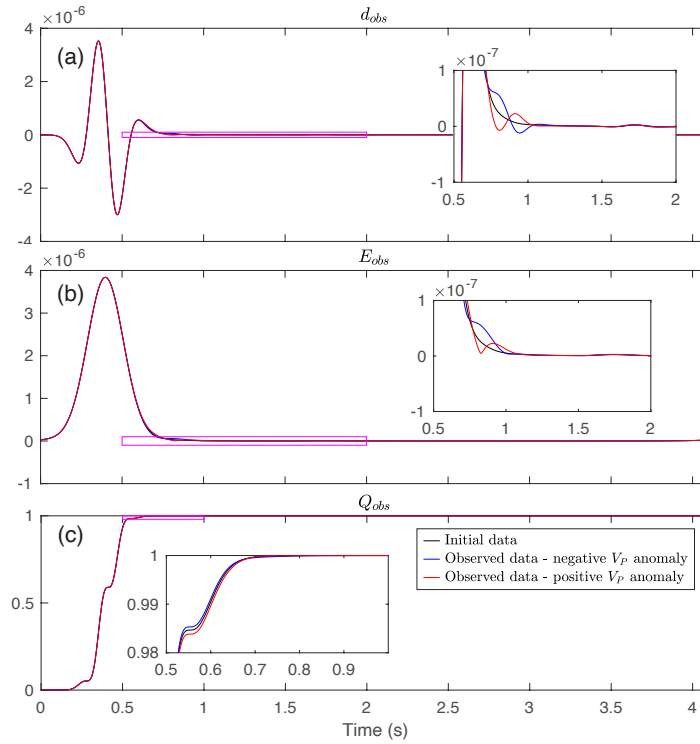 ×10⁻⁶
d_obs
4
2
0
-2
-4
(a)
×10⁻⁷
1
0
-1
0.5 1 1.5 2
×10⁻⁶
E_obs
4
3
2
1
0
-1
(b)
×10⁻⁷
1
0
-1
0.5 1 1.5 2
Q_obs
1
0.5
0
(c)
1
0.99
0.98
0.5 0.6 0.7 0.8 0.9
Initial data
Observed data - negative V_P anomaly
Observed data - positive V_P anomaly
0 0.5 1 1.5 2 2.5 3 3.5 4
Time (s)